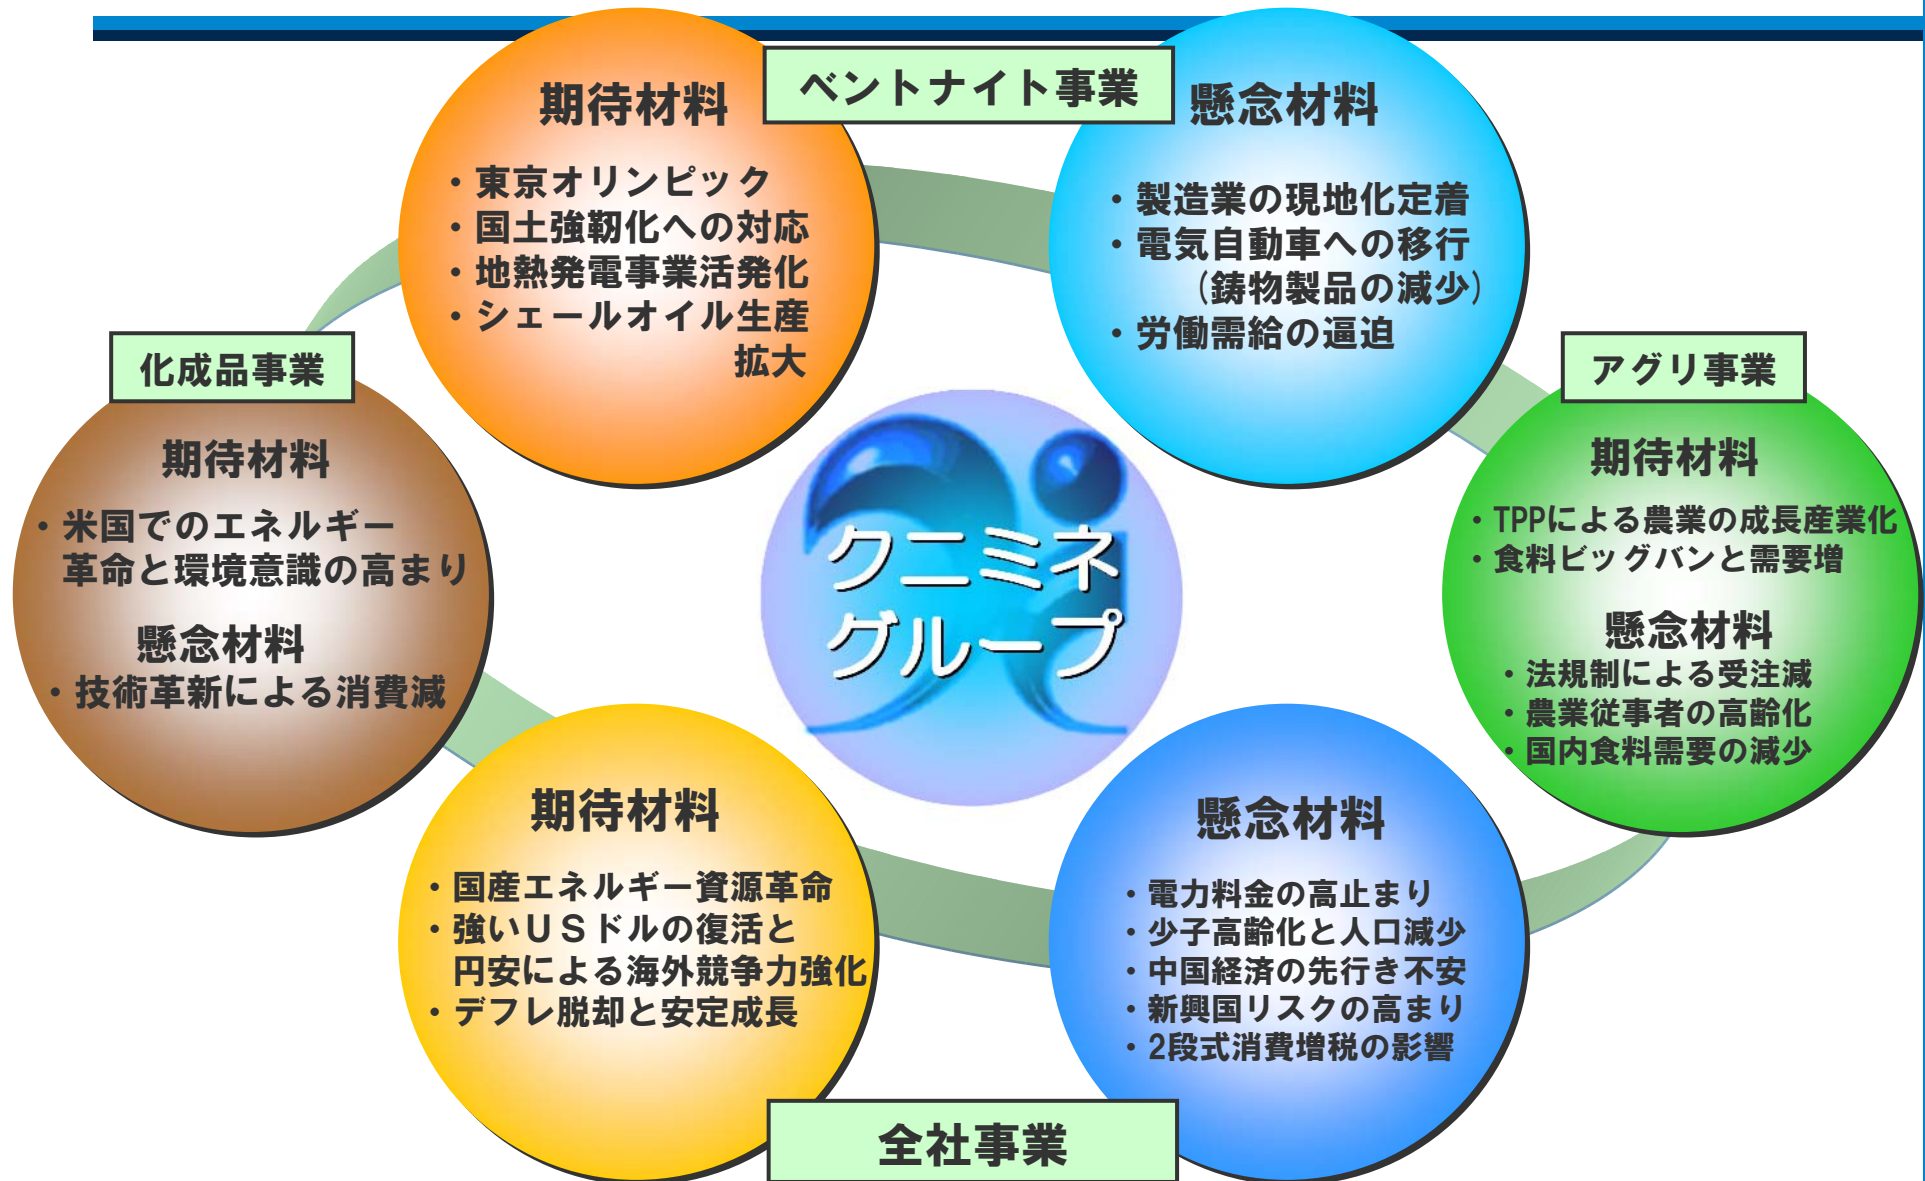 ベントナイト事業
期待材料
・東京オリンピック
・国土強靭化への対応
・地熱発電事業活発化
・シェールオイル生産
拡大
懸念材料
・製造業の現地化定着
・電気自動車への移行
(鋳物製品の減少)
・労働需給の逼迫
化成品事業
期待材料
・米国でのエネルギー
革命と環境意識の高まり
懸念材料
・技術革新による消費減
クニミネ
グループ
アグリ事業
期待材料
・TPPによる農業の成長産業化
・食料ビッグバンと需要増
懸念材料
・法規制による受注減
・農業従事者の高齢化
・国内食料需要の減少
期待材料
・国産エネルギー資源革命
・強いUSドルの復活と
円安による海外競争力強化
・デフレ脱却と安定成長
懸念材料
・電力料金の高止まり
・少子高齢化と人口減少
・中国経済の先行き不安
・新興国リスクの高まり
・2段式消費増税の影響
全社事業